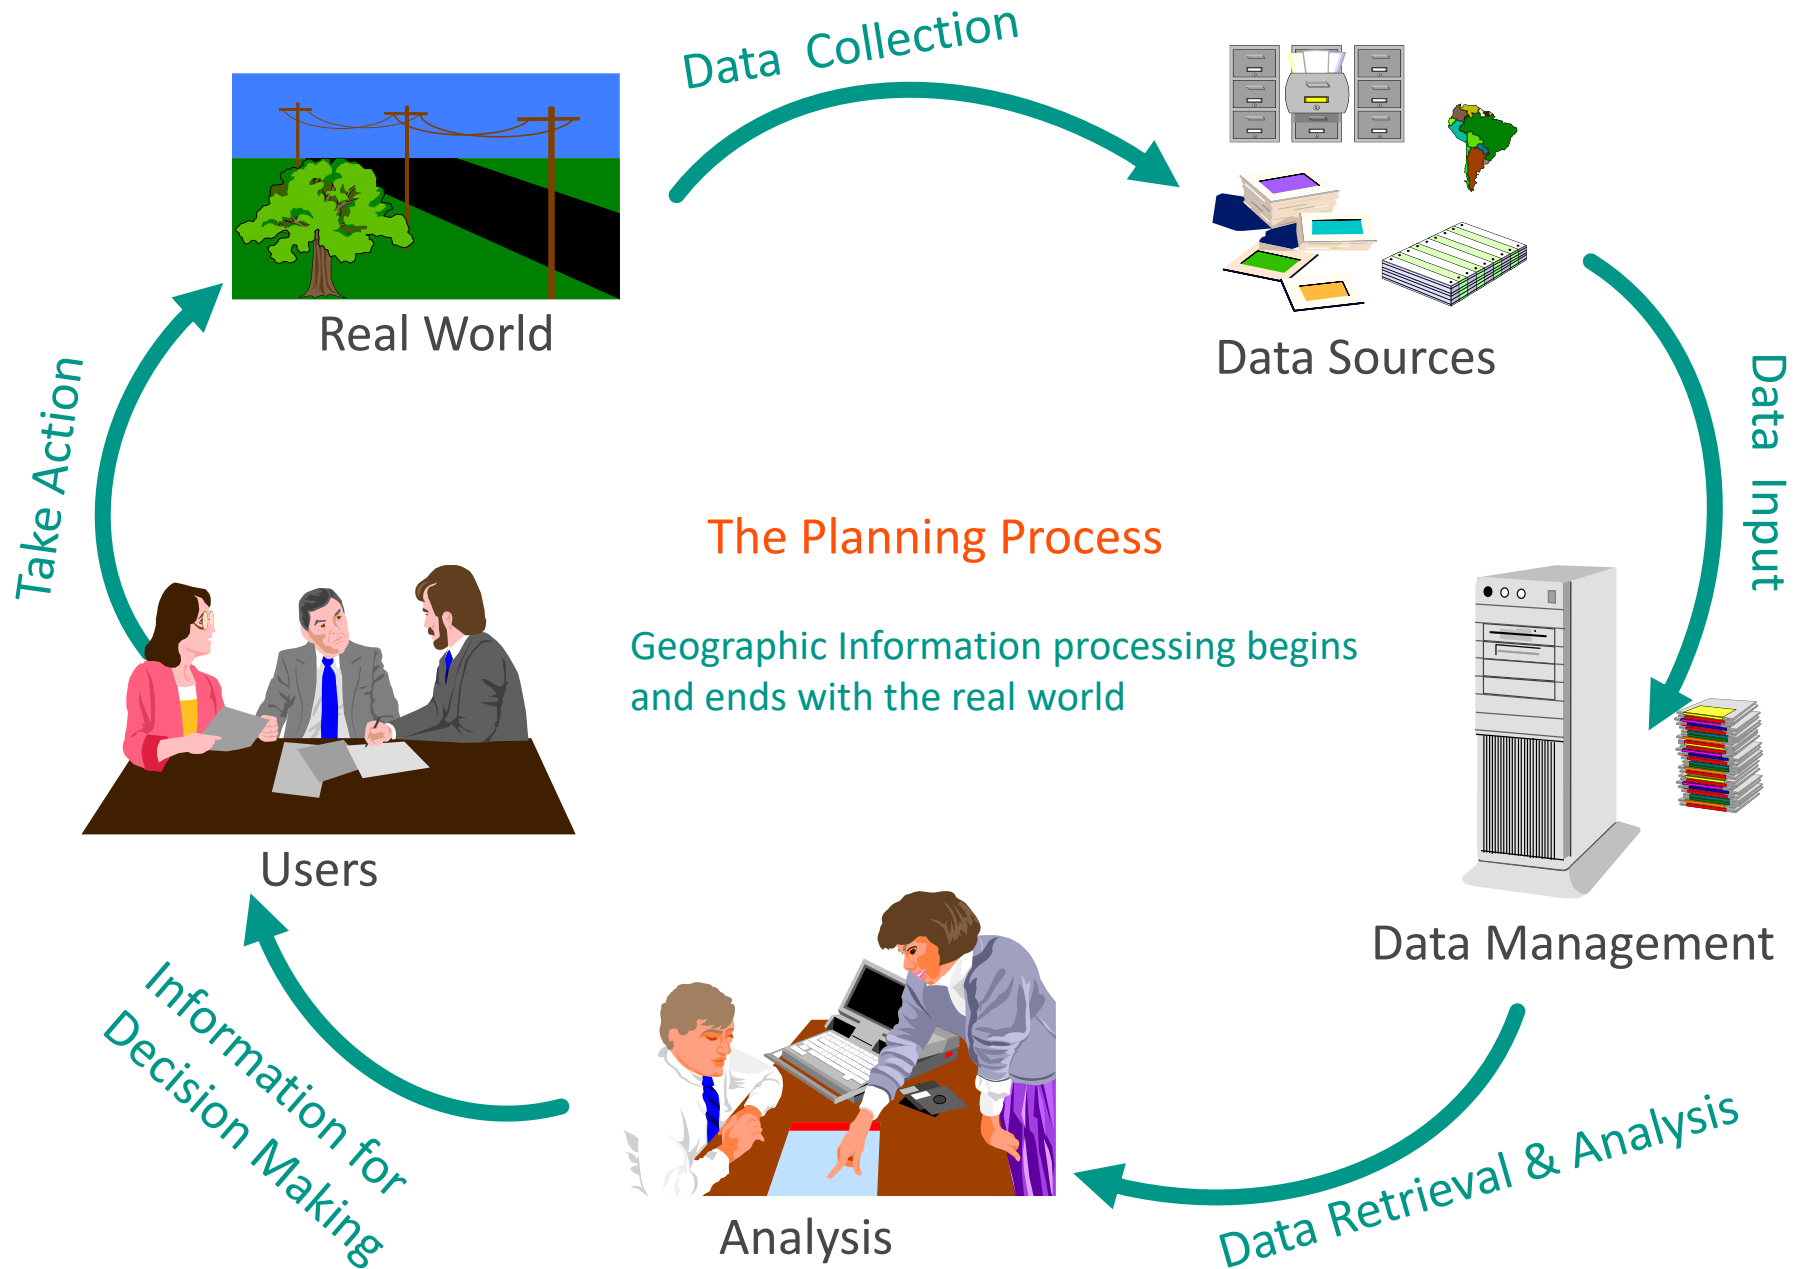 Data Collection
Real World
Data Sources
Take Action
Data Input
The Planning Process
Geographic Information processing begins
and ends with the real world
Users
Data Management
Information for
Decision Making
Data Retrieval & Analysis
Analysis